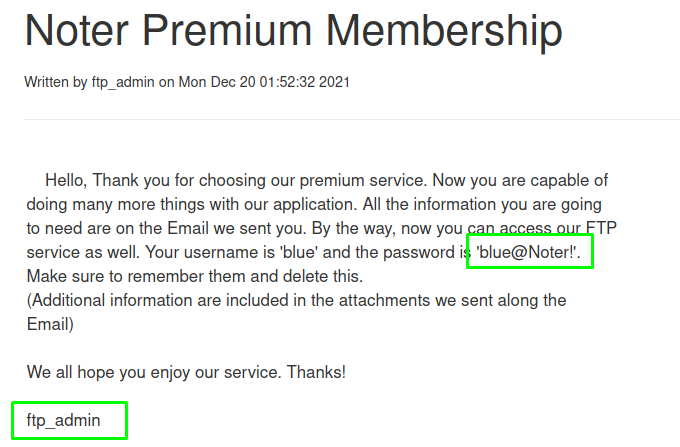 Noter Premium Membership
Written by ftp_admin on Mon Dec 20 01:52:32 2021
Hello, Thank you for choosing our premium service. Now you are capable of
doing many more things with our application. All the information you are going
to need are on the Email we sent you. By the way, now you can access our FTP
service as well. Your username is 'blue' and the password is 'blue@Noter!'.
Make sure to remember them and delete this.
(Additional information are included in the attachments we sent along the
Email)
We all hope you enjoy our service. Thanks!
ftp_admin